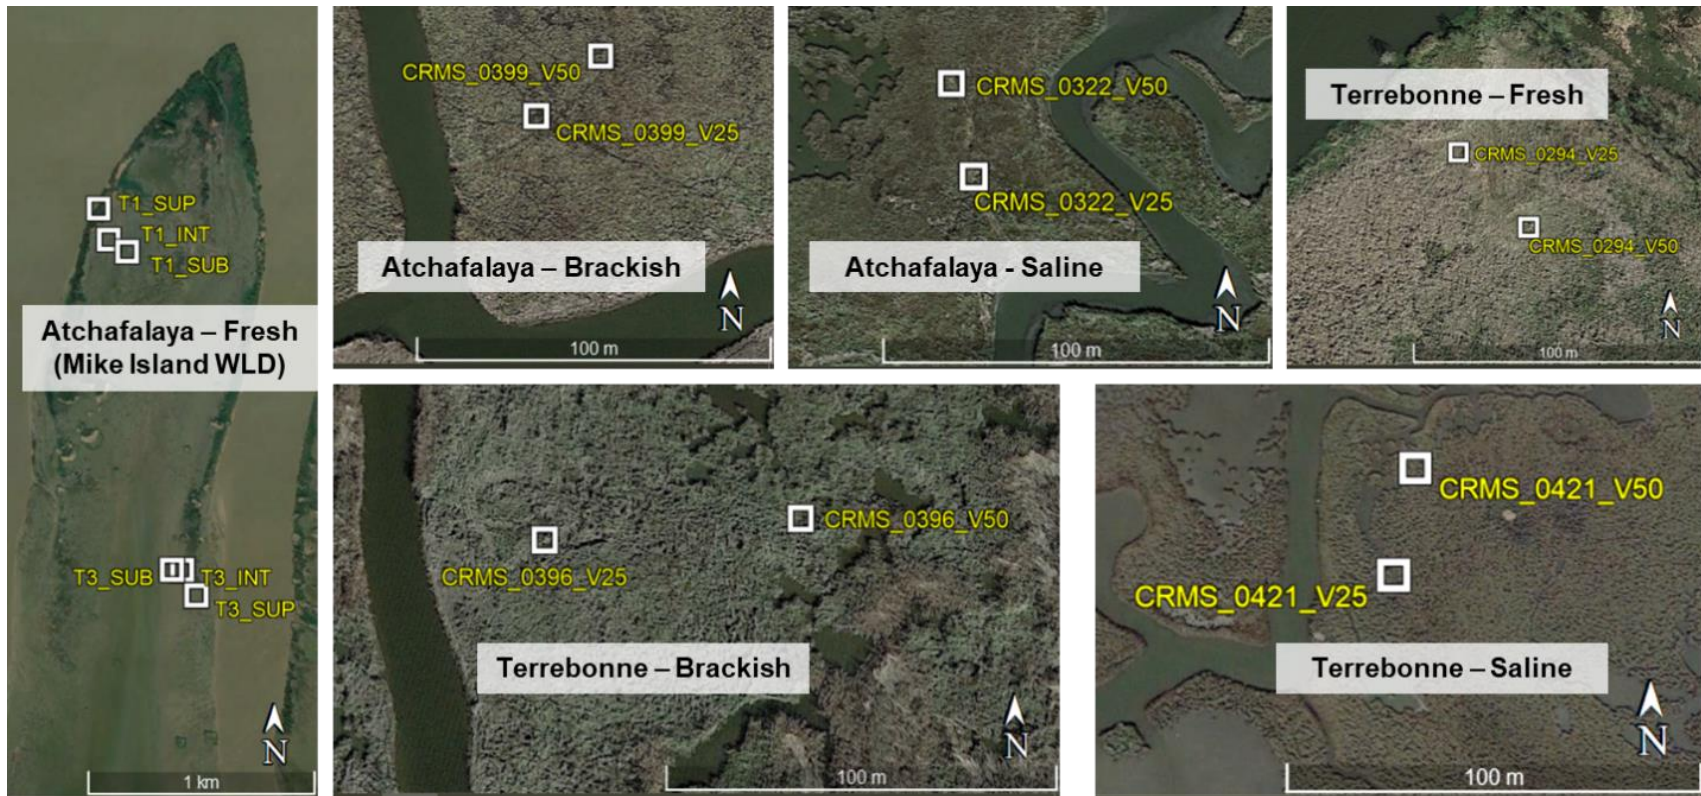 T1_SUP
T1_INT
T1_SUB
Atchafalaya – Fresh
(Mike Island WLD)
T3_SUB
T3_INT
T3_SUP
N
1 km
CRMS_0399_V50
CRMS_0399_V25
Atchafalaya – Brackish
N
100 m
CRMS_0322_V50
CRMS_0322_V25
Atchafalaya - Saline
N
100 m
Terrebonne – Fresh
CRMS_0294_V25
CRMS_0294_V50
N
100 m
CRMS_0396_V50
CRMS_0396_V25
Terrebonne – Brackish
N
100 m
CRMS_0421_V50
CRMS_0421_V25
Terrebonne – Saline
N
100 m